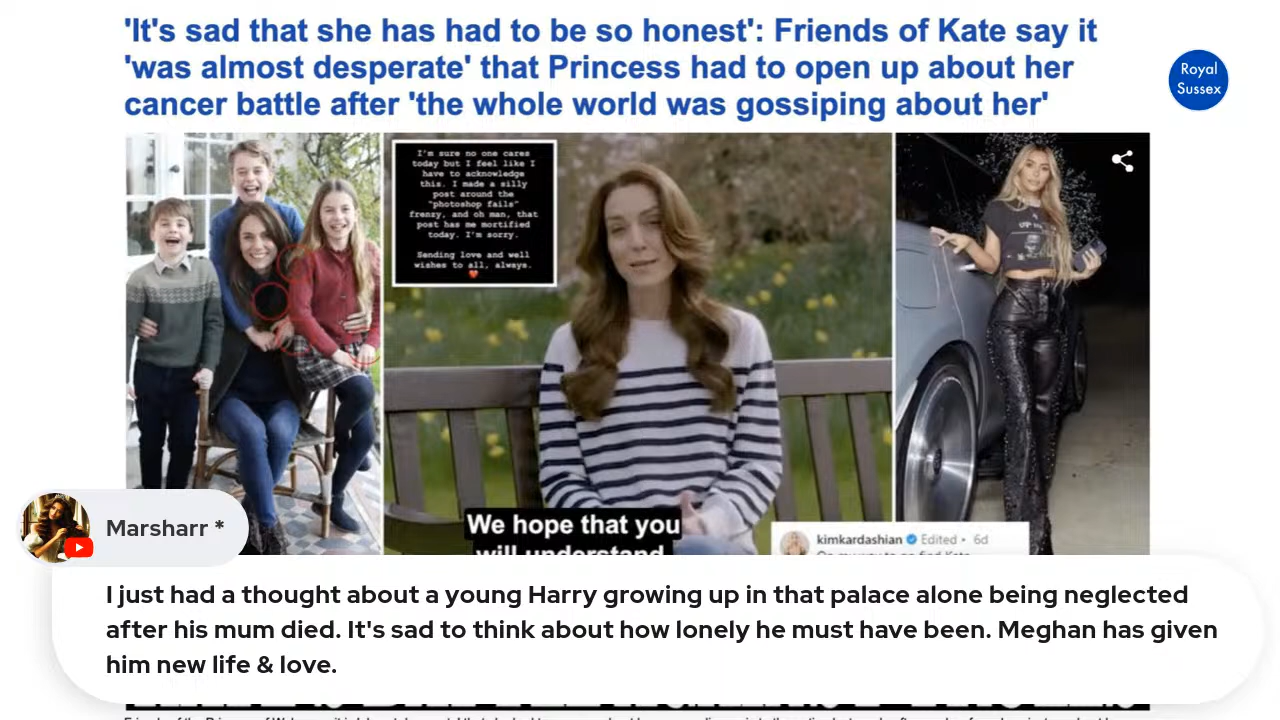 'It's sad that she has had to be so honest': Friends of Kate say it
'was almost desperate' that Princess had to open up about her
cancer battle after 'the whole world was gossiping about her'
Royal
Sussex
I'm sure no one cares
today but I feel like I
have to acknowledge
this. I made a silly
post around the
"photoshop fails"
frenzy, and oh man, that
post has me mortified
today. I'm sorry.
Sending love and well
wishes to all, always.
We hope that you
will understand
kimkardashian Edited • 6d
Marsharr *
I just had a thought about a young Harry growing up in that palace alone being neglected
after his mum died. It's sad to think about how lonely he must have been. Meghan has given
him new life & love.